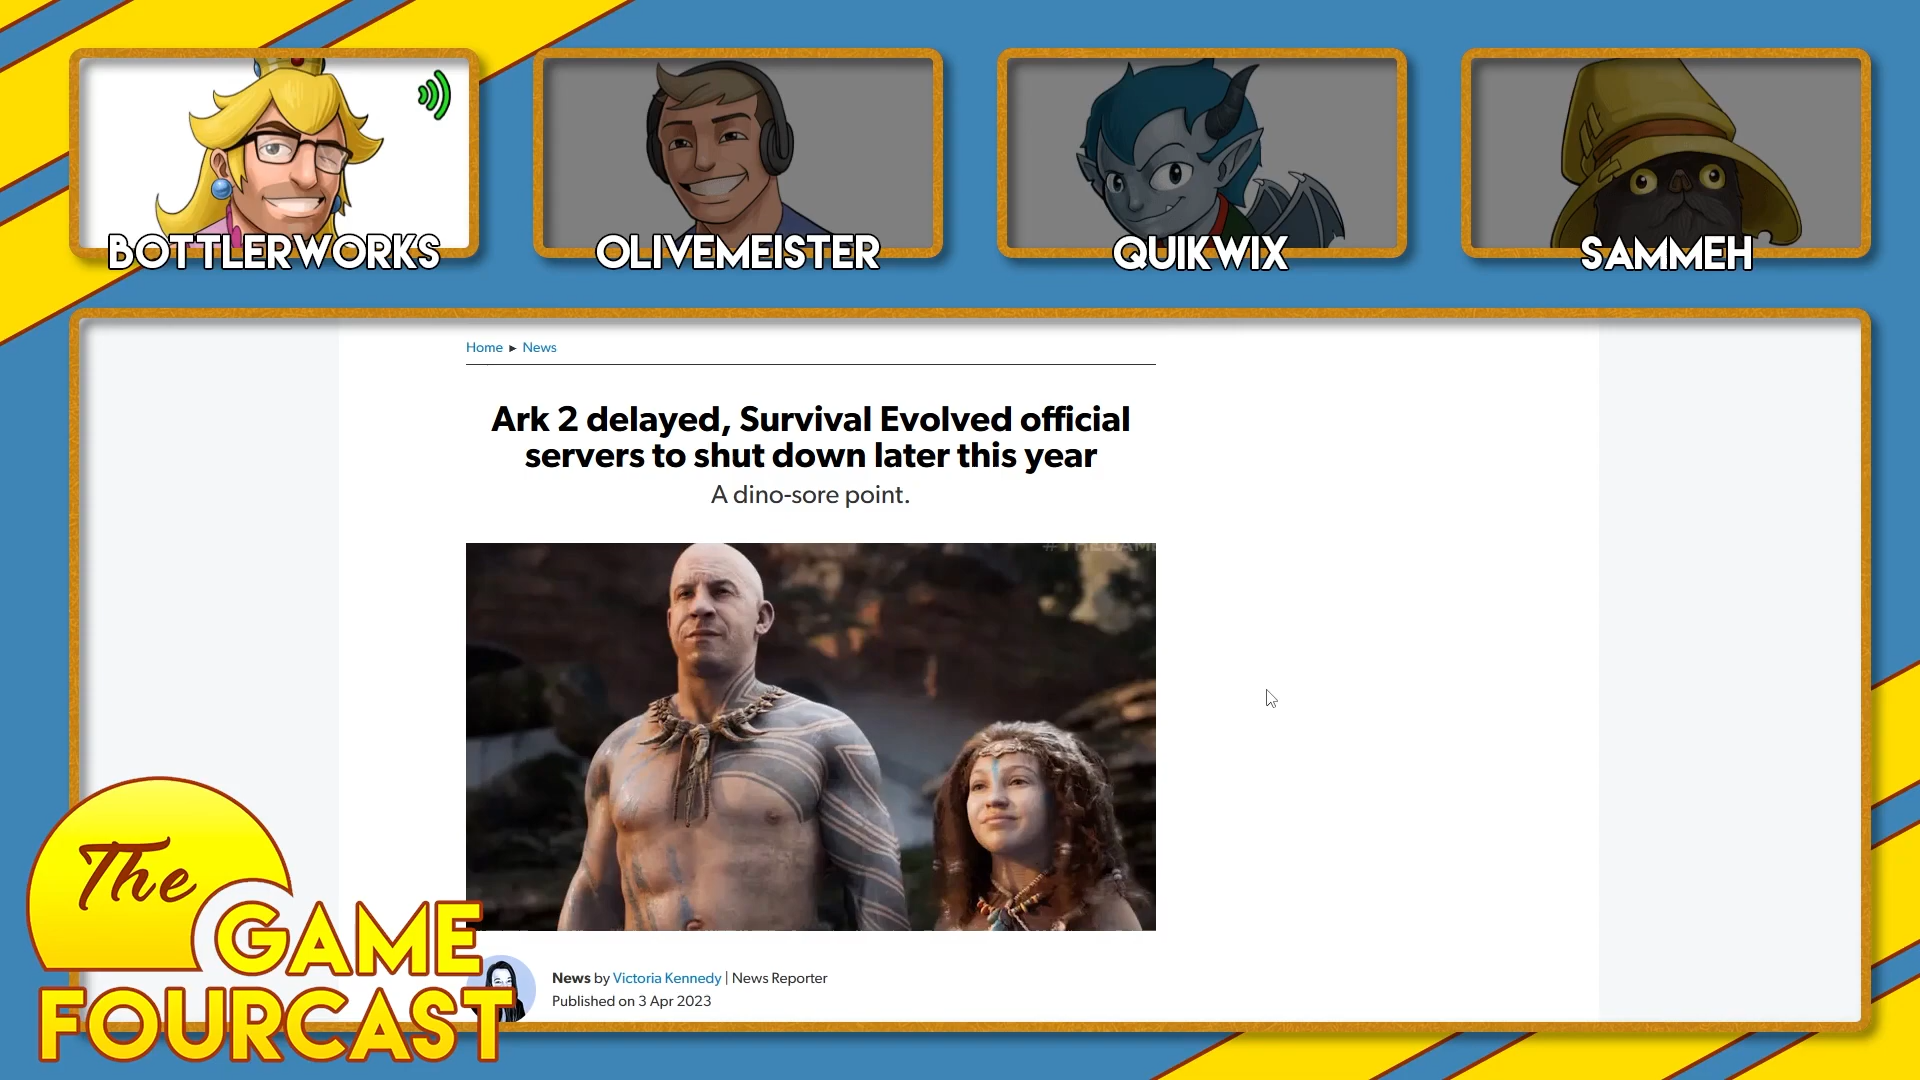 BOTTLERWORKS
OLIVEMEISTER
QUIKWIX
SAMMEH
Home ▸ News
Ark 2 delayed, Survival Evolved official
servers to shut down later this year
A dino-sore point.
News by Victoria Kennedy | News Reporter
Published on 3 Apr 2023
The
GAME
FOURCAST